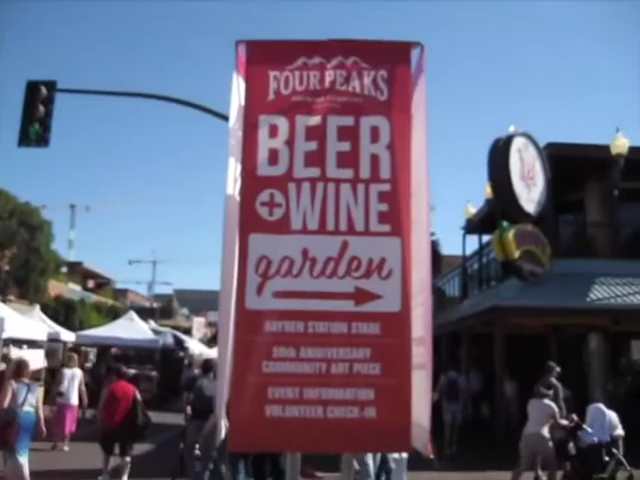 FOUR PEAKS
BEER
+ WINE
garden
HAYDEN STATION STAGE
50th ANNIVERSARY
COMMUNITY ART PIECE
EVENT INFORMATION
VOLUNTEER CHECK-IN